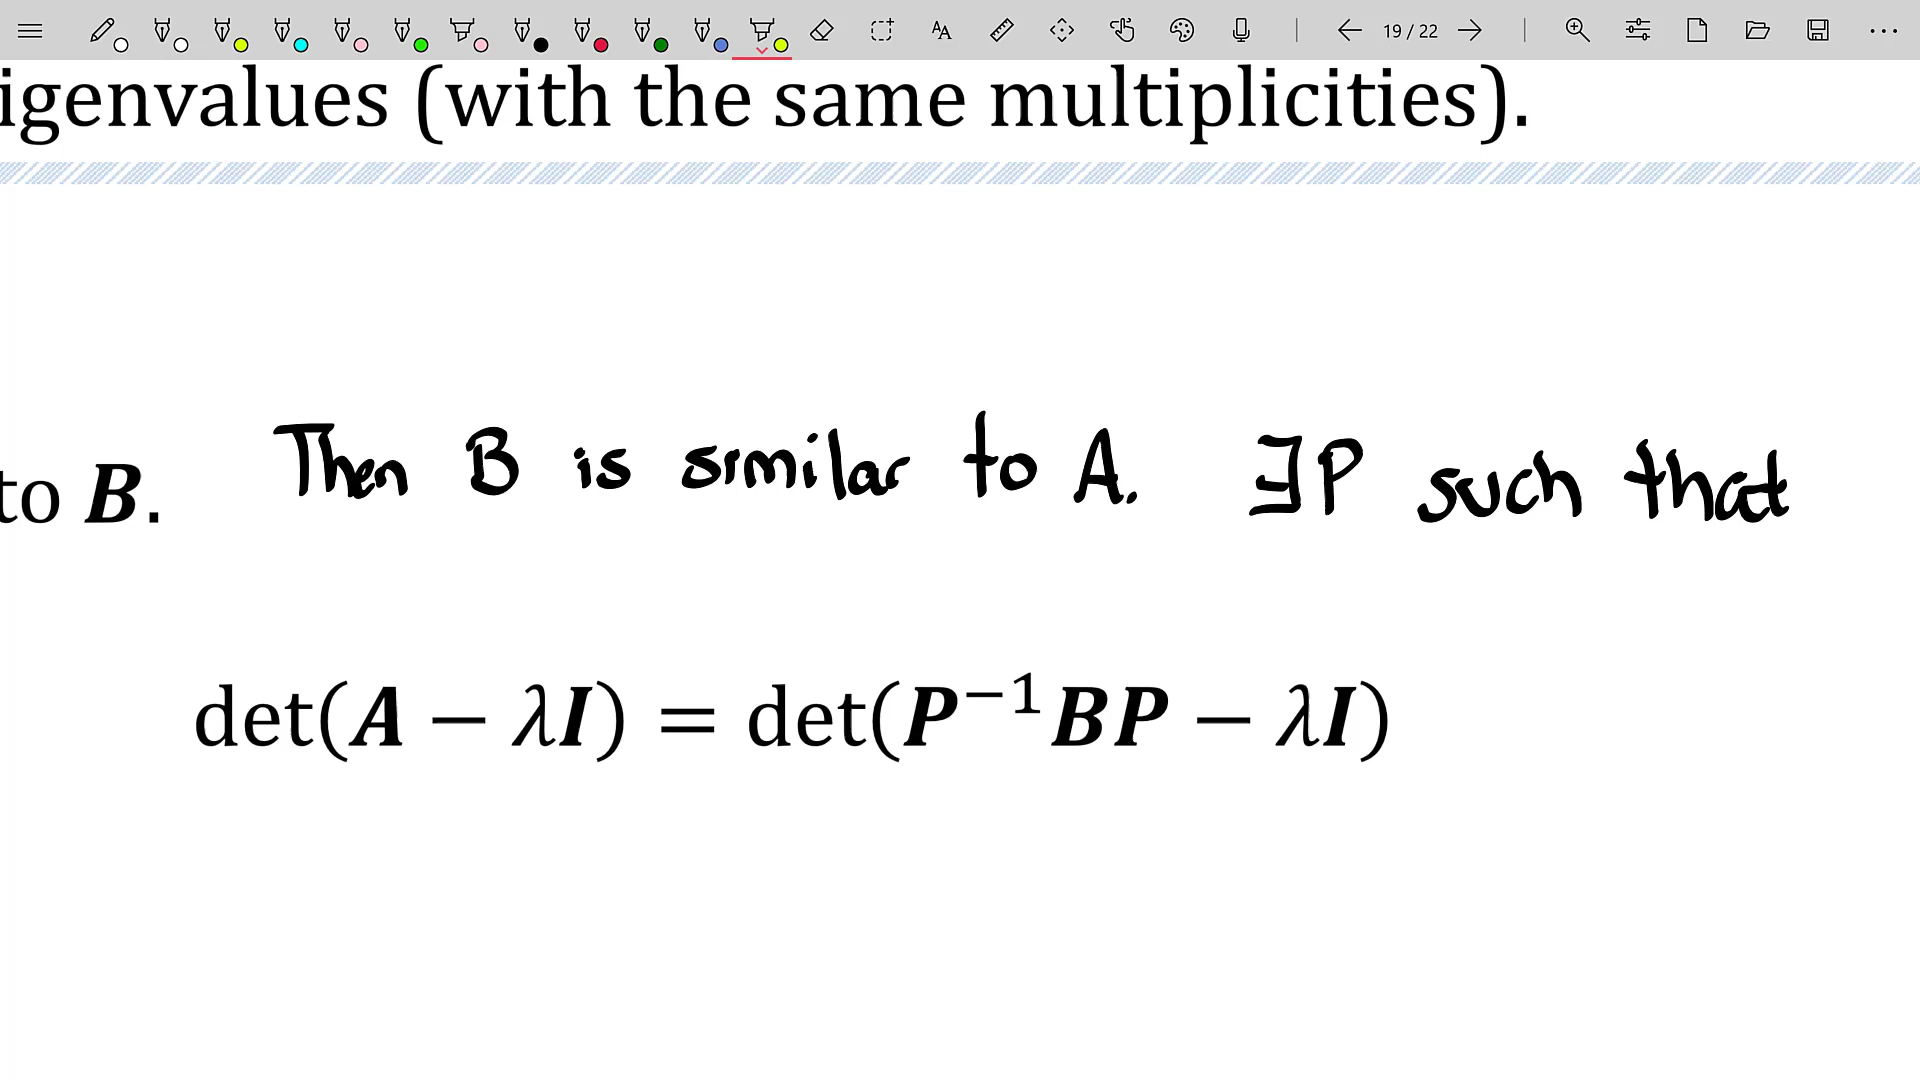 19 / 22
igenvalues (with the same multiplicities).
to B. Then B is similar to A. ∃P such that
det(A − λI) = det(P⁻¹BP − λI)